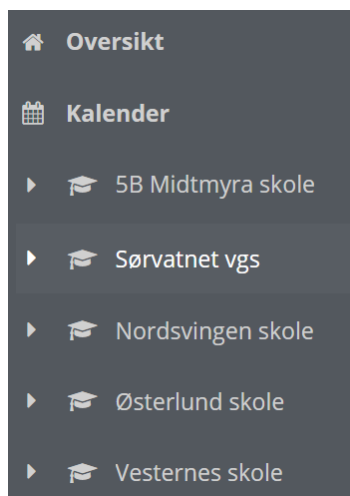 Oversikt
Kalender
5B Midtmyra skole
Sørvatnet vgs
Nordsvingen skole
Østerlund skole
Vesternes skole